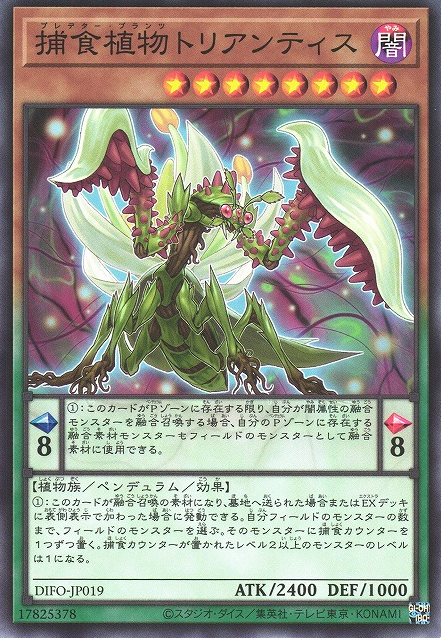 プレデター・プランツ
捕食植物トリアンティス
やみ
闇
①：このカードがPゾーンに存在する限り、自分が闇属性の融合
モンスターを融合召喚する場合、自分のPゾーンに存在する
融合素材モンスターもフィールドのモンスターとして融合
素材に使用できる。
8
8
【植物族／ペンデュラム／効果】
①：このカードが融合召喚の素材になり、墓地へ送られた場合またはEXデッキ
に表側表示で加わった場合に発動できる。自分フィールドのモンスターの数
まで、フィールドのモンスターを選ぶ。そのモンスターに捕食カウンターを
1つずつ置く。捕食カウンターが置かれたレベル2以上のモンスターのレベル
は1になる。
DIFO-JP019
ATK/2400 DEF/1000
17825378
©スタジオ・ダイス／集英社・テレビ東京・KONAMI